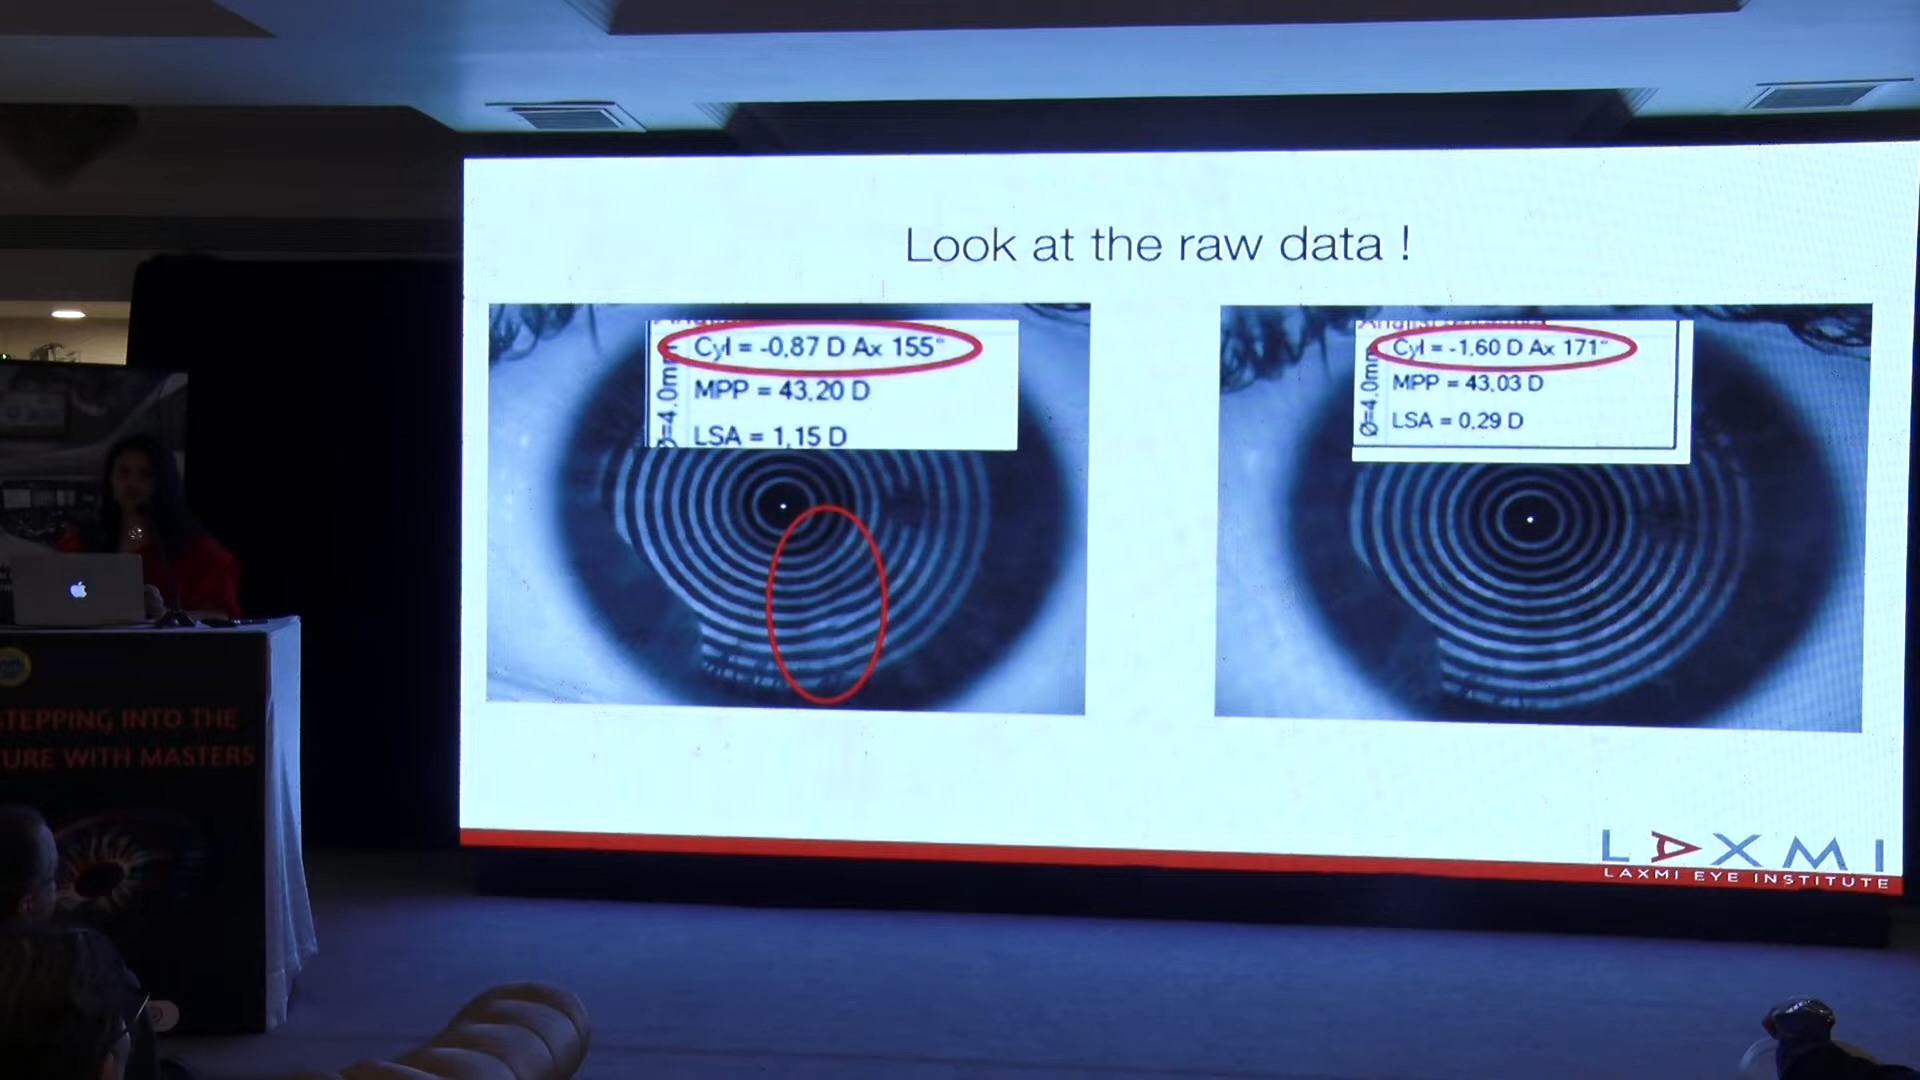 Look at the raw data !
Cyl = -0,87 D Ax 155°
MPP = 43,20 D
LSA = 1,15 D
Ø=4.0mm
Cyl = -1,60 D Ax 171°
MPP = 43,03 D
LSA = 0,29 D
Ø=4.0mm
LAXMI
LAXMI EYE INSTITUTE
STEPPING INTO THE
TURE WITH MASTERS